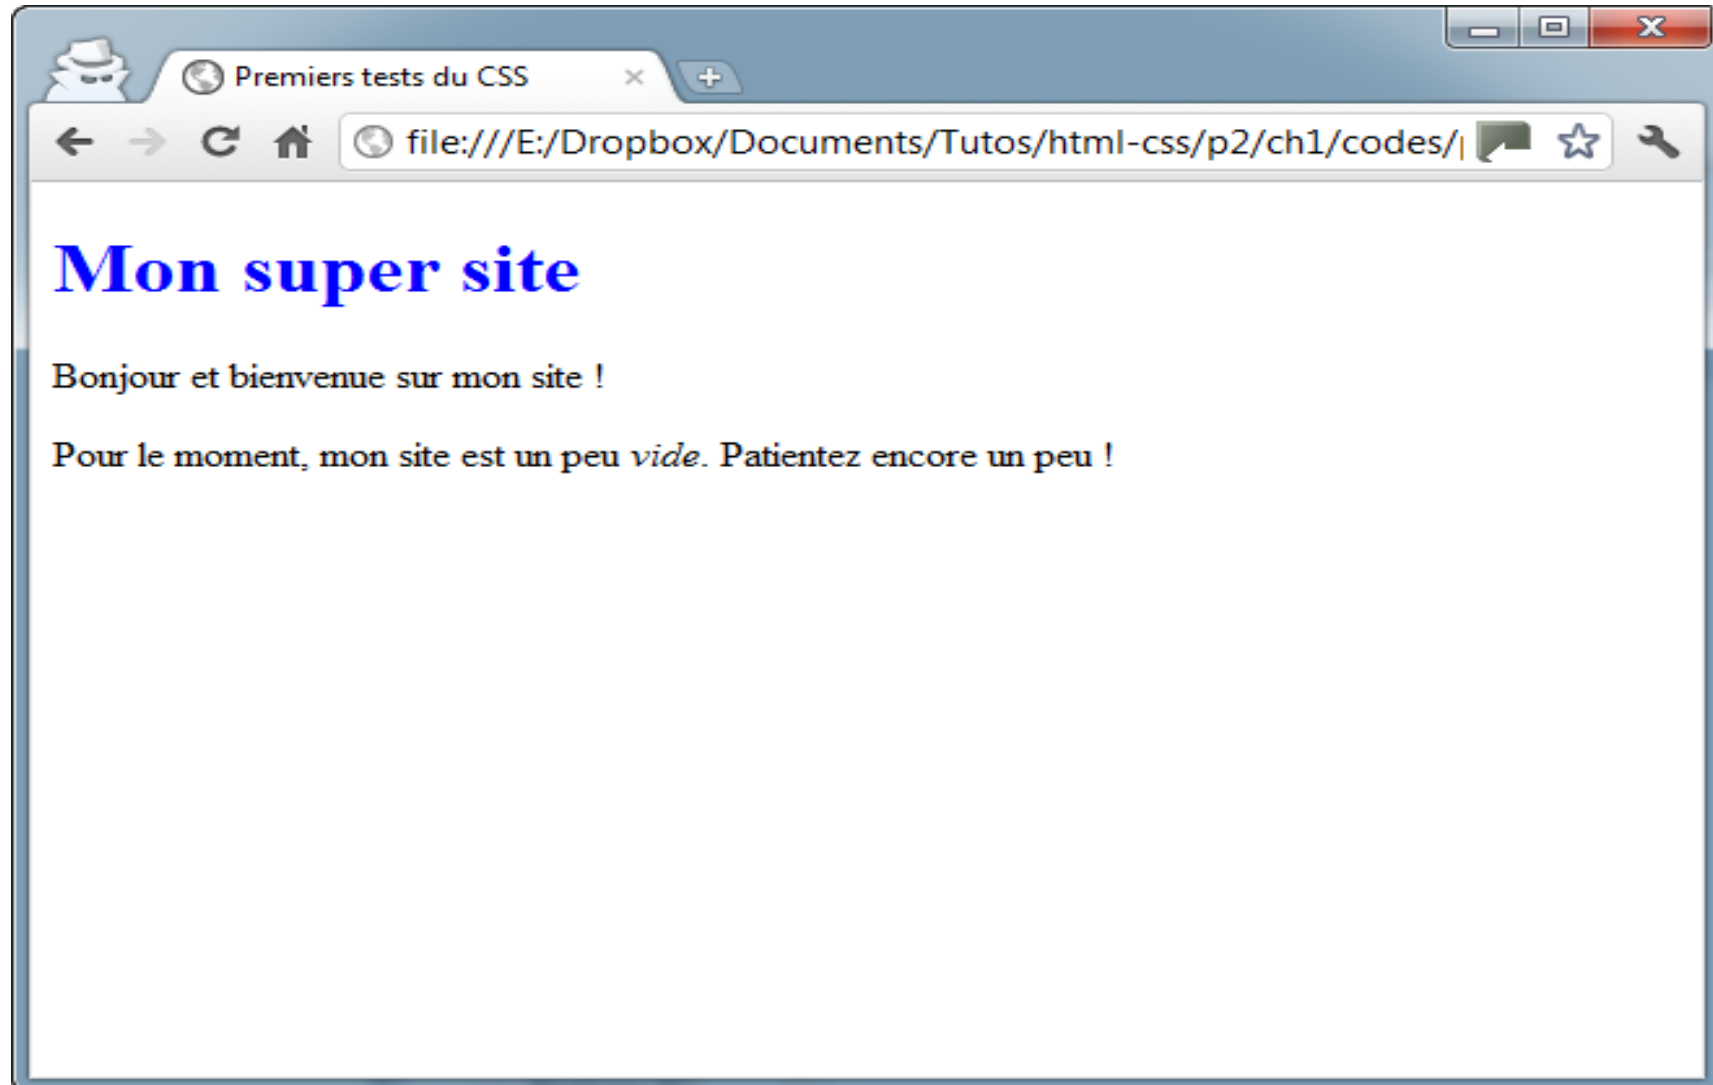 Premiers tests du CSS
file:///E:/Dropbox/Documents/Tutos/html-css/p2/ch1/codes/
Mon super site
Bonjour et bienvenue sur mon site !
Pour le moment, mon site est un peu vide. Patientez encore un peu !